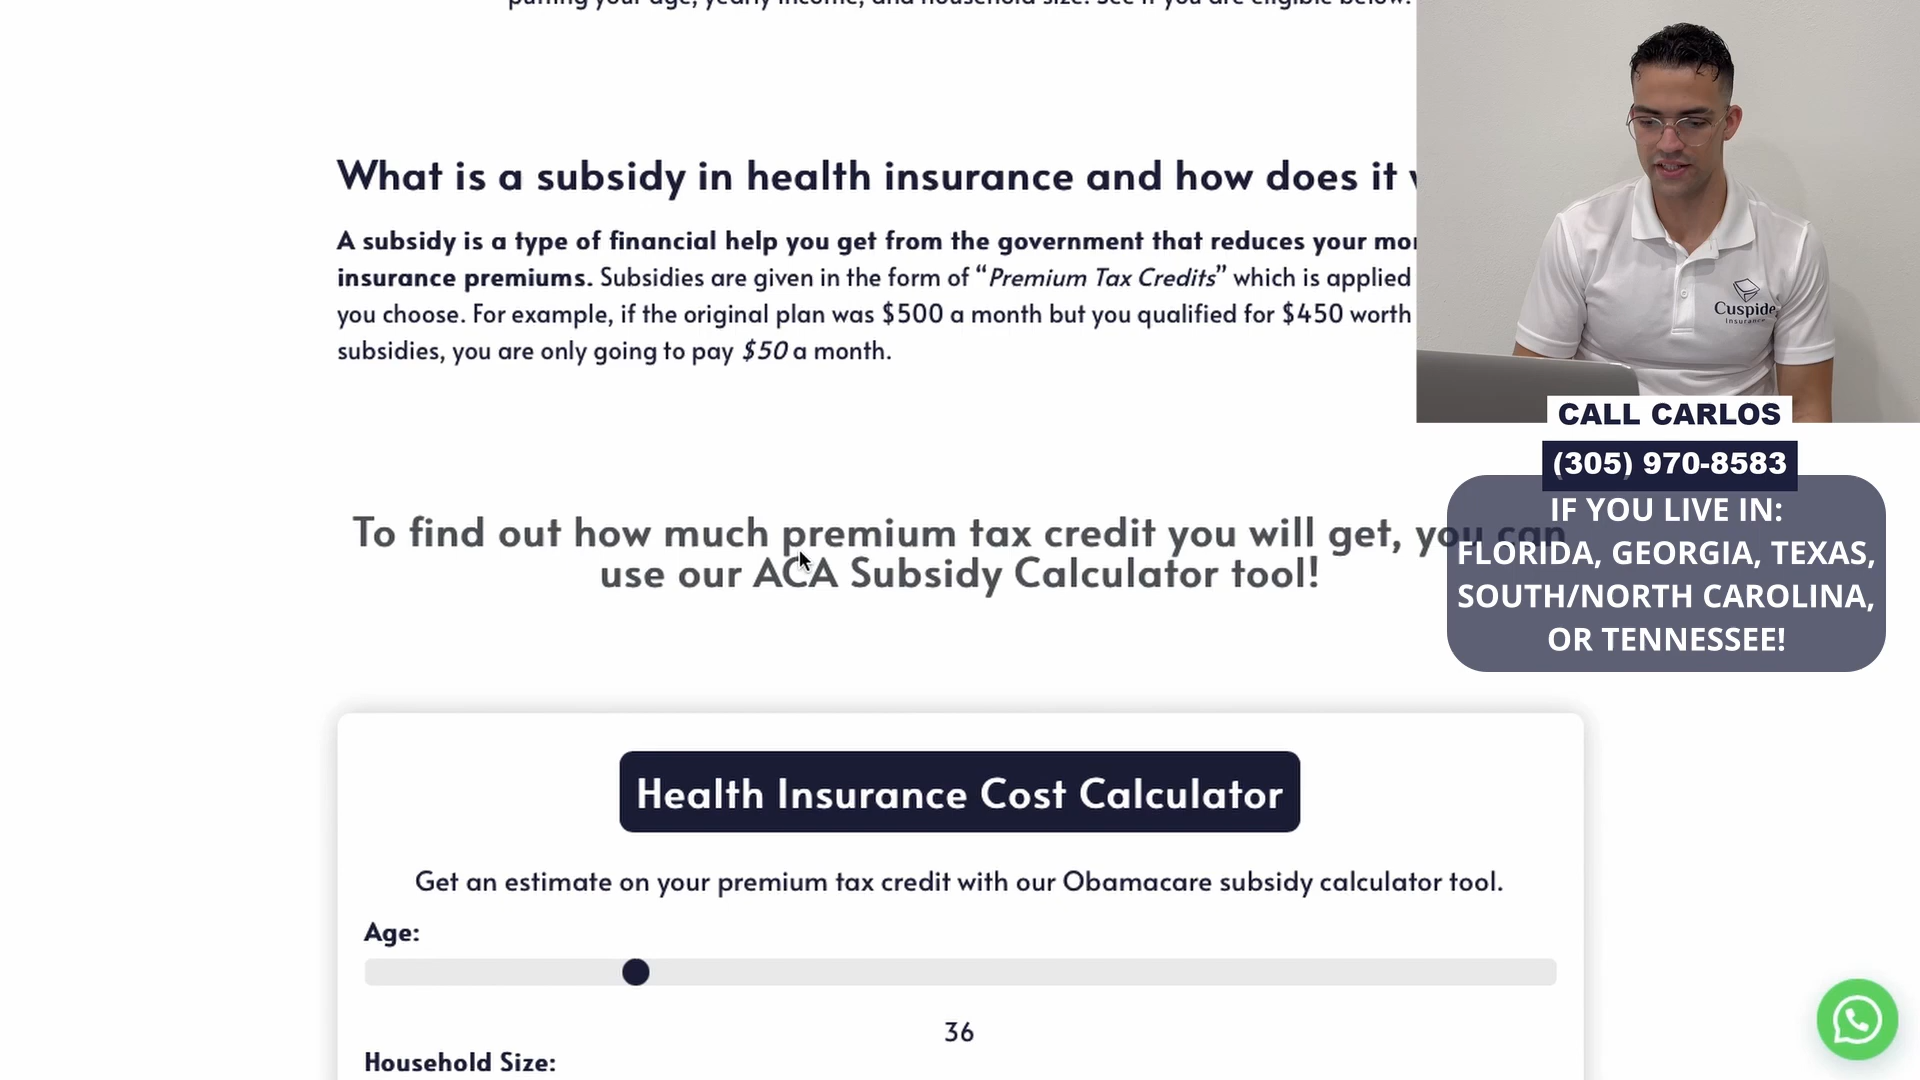 What is a subsidy in health insurance and how does it
A subsidy is a type of financial help you get from the government that reduces your
insurance premiums. Subsidies are given in the form of “Premium Tax Credits” which is applied
you choose. For example, if the original plan was $500 a month but you qualified for $450 worth
subsidies, you are only going to pay $50 a month.
Cuspide
Insurance
CALL CARLOS
(305) 970-8583
IF YOU LIVE IN:
FLORIDA, GEORGIA, TEXAS,
SOUTH/NORTH CAROLINA,
OR TENNESSEE!
To find out how much premium tax credit you will get, you can
use our ACA Subsidy Calculator tool!
Health Insurance Cost Calculator
Get an estimate on your premium tax credit with our Obamacare subsidy calculator tool.
Age:
36
Household Size: